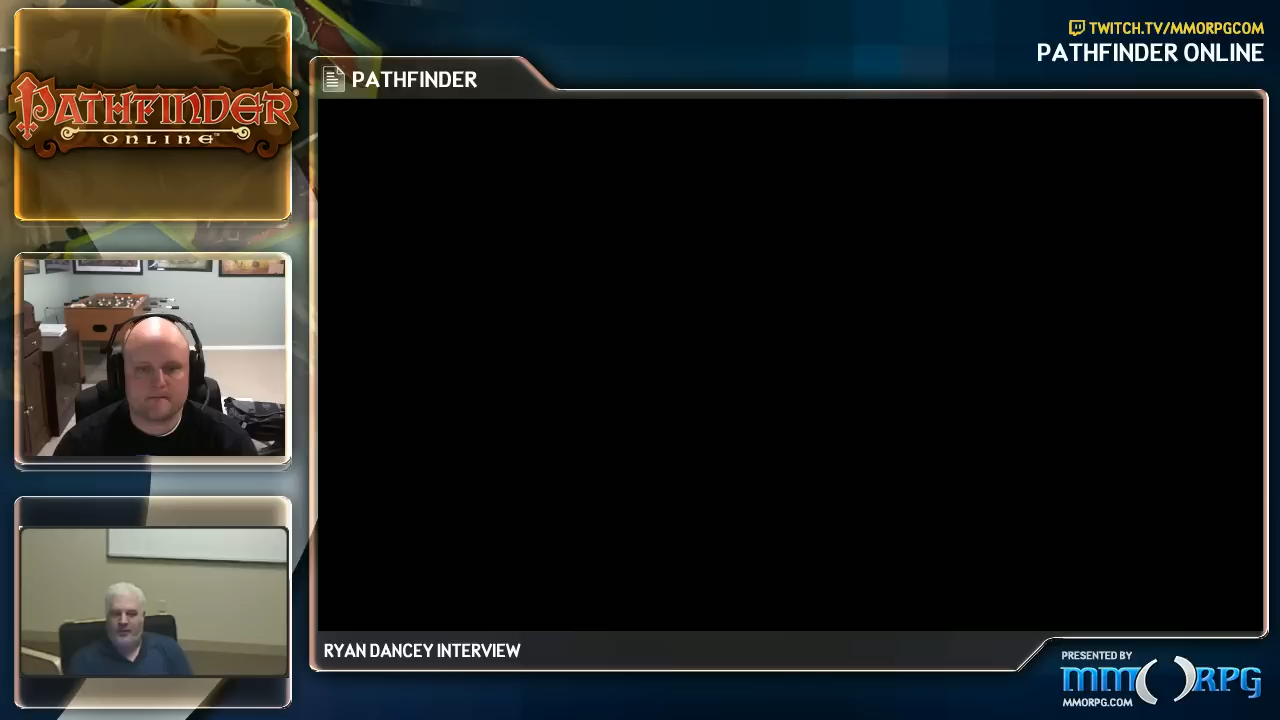 PATHFINDER
ONLINE
TWITCH.TV/MMORPGCOM
PATHFINDER ONLINE
PATHFINDER
RYAN DANCEY INTERVIEW
PRESENTED BY
MMORPG
MMORPG.COM